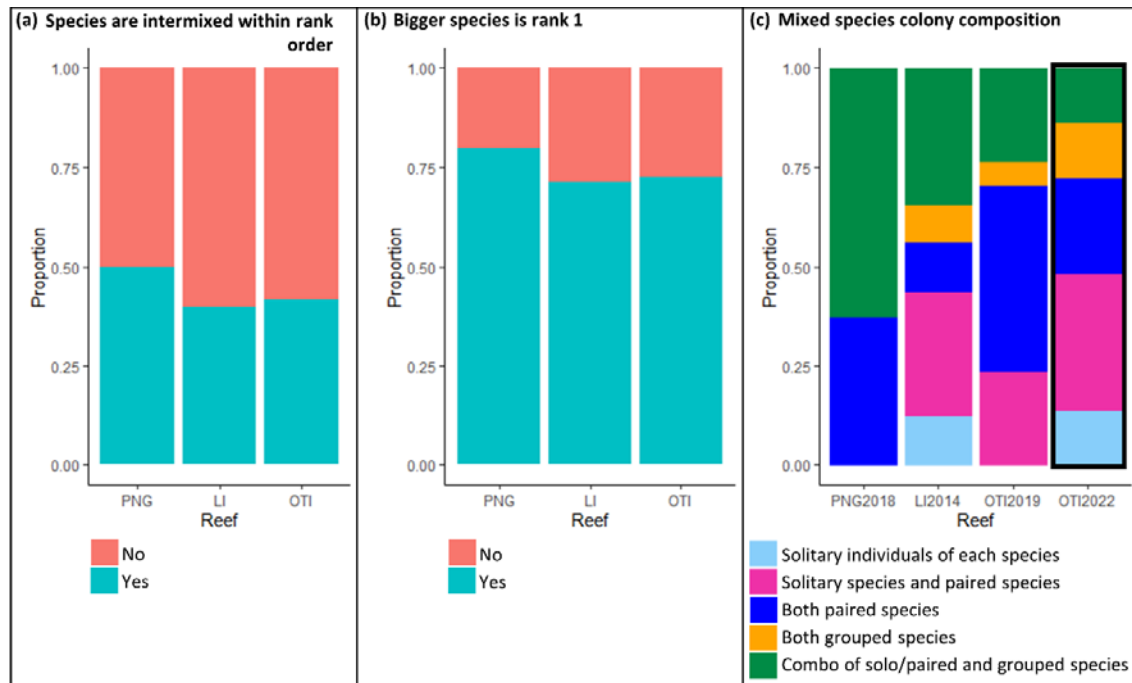 (a) Species are intermixed within rank
order
1.00
0.75
0.50
0.25
0.00
Proportion
PNG
LI
OTI
Reef
No
Yes
(b) Bigger species is rank 1
1.00
0.75
0.50
0.25
0.00
Proportion
PNG
LI
OTI
Reef
No
Yes
(c) Mixed species colony composition
1.00
0.75
0.50
0.25
0.00
Proportion
PNG2018
LI2014
OTI2019
OTI2022
Reef
Solitary individuals of each species
Solitary species and paired species
Both paired species
Both grouped species
Combo of solo/paired and grouped species